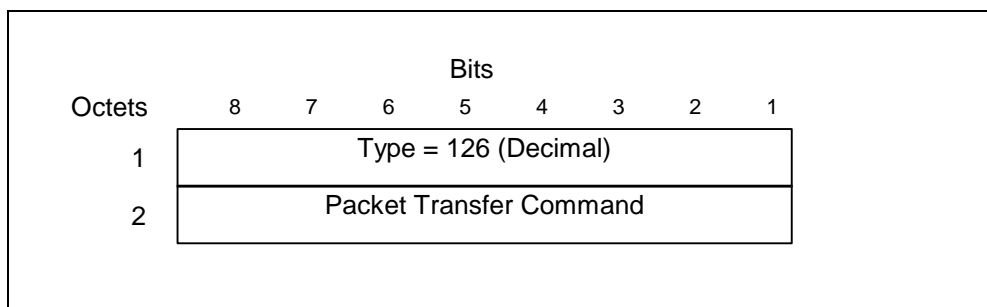 Bits
Octets 8 7 6 5 4 3 2 1
1 Type = 126 (Decimal)
2 Packet Transfer Command